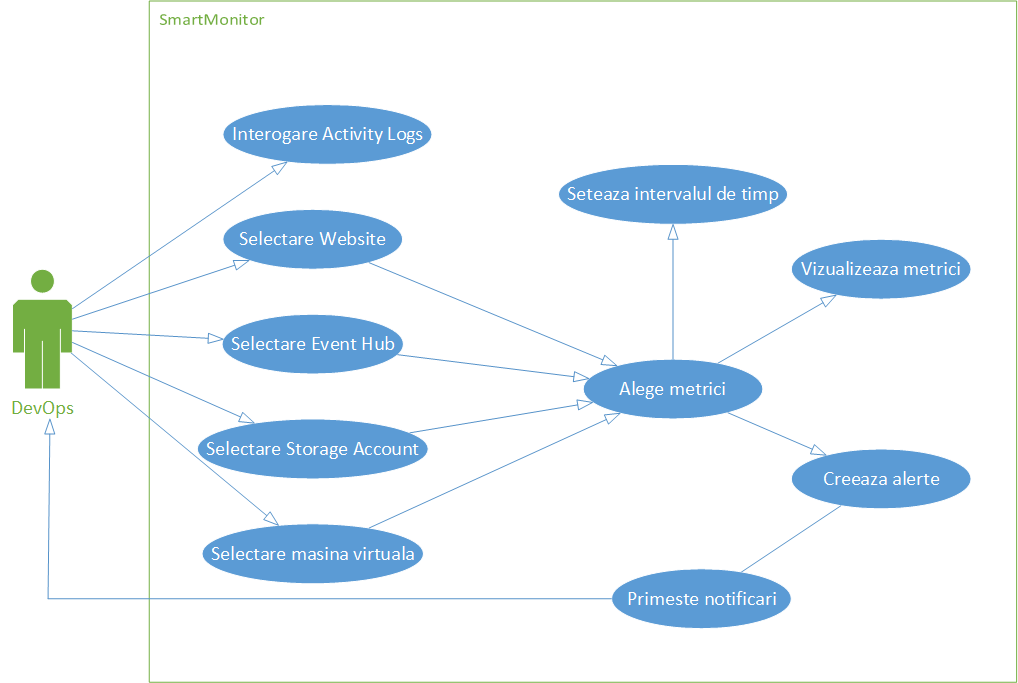 SmartMonitor
Interogare Activity Logs
Seteaza intervalul de timp
Selectare Website
Vizualizeaza metrici
Selectare Event Hub
Alege metrici
DevOps
Selectare Storage Account
Creeaza alerte
Selectare masina virtuala
Primeste notificari